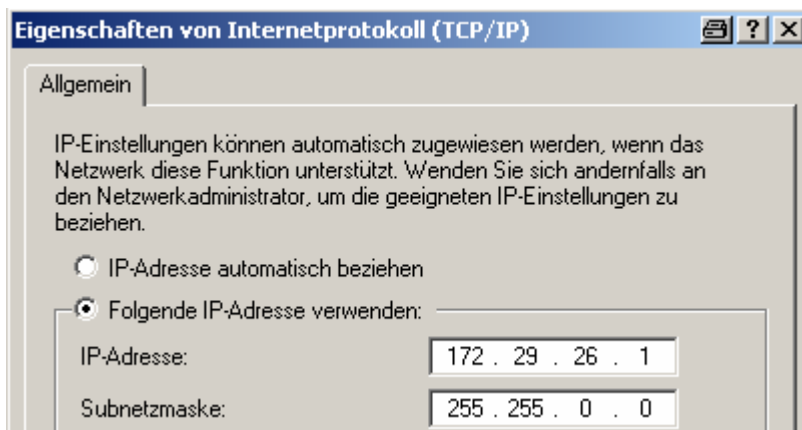 Eigenschaften von Internetprotokoll (TCP/IP)
Allgemein
IP-Einstellungen können automatisch zugewiesen werden, wenn das
Netzwerk diese Funktion unterstützt. Wenden Sie sich andernfalls an
den Netzwerkadministrator, um die geeigneten IP-Einstellungen zu
beziehen.
IP-Adresse automatisch beziehen
Folgende IP-Adresse verwenden:
IP-Adresse: 172 . 29 . 26 . 1
Subnetzmaske: 255 . 255 . 0 . 0